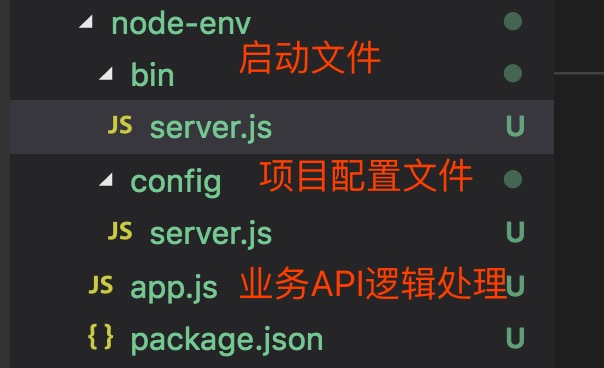 node-env
启动文件
bin
JS server.js U
config 项目配置文件
JS server.js U
JS app.js 业务API逻辑处理 U
{ } package.json U